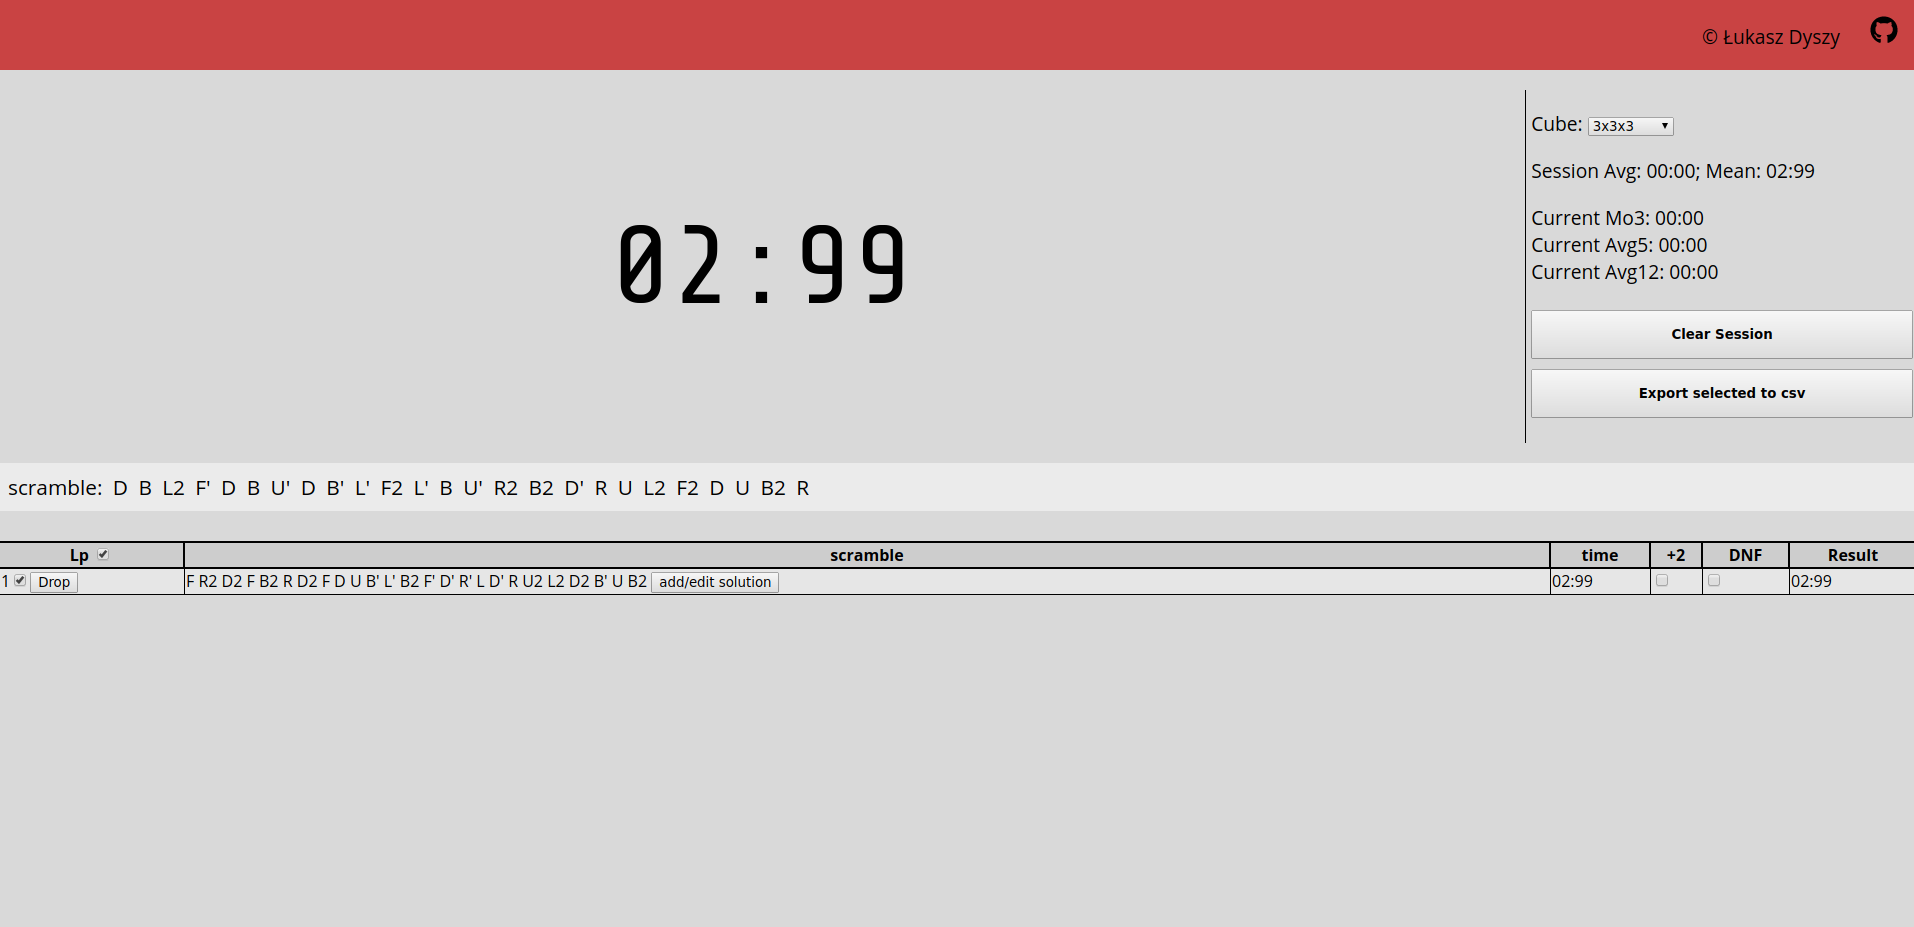 © Łukasz Dyszy
02:99
Cube: 3x3x3
Session Avg: 00:00; Mean: 02:99
Current Mo3: 00:00
Current Avg5: 00:00
Current Avg12: 00:00
Clear Session
Export selected to csv
scramble: D B L2 F' D B U' D B' L' F2 L' B U' R2 B2 D' R U L2 F2 D U B2 R
Lp scramble time +2 DNF Result
1 Drop F R2 D2 F B2 R D2 F D U B' L' B2 F' D' R' L D' R U2 L2 D2 B' U B2 add/edit solution 02:99 02:99